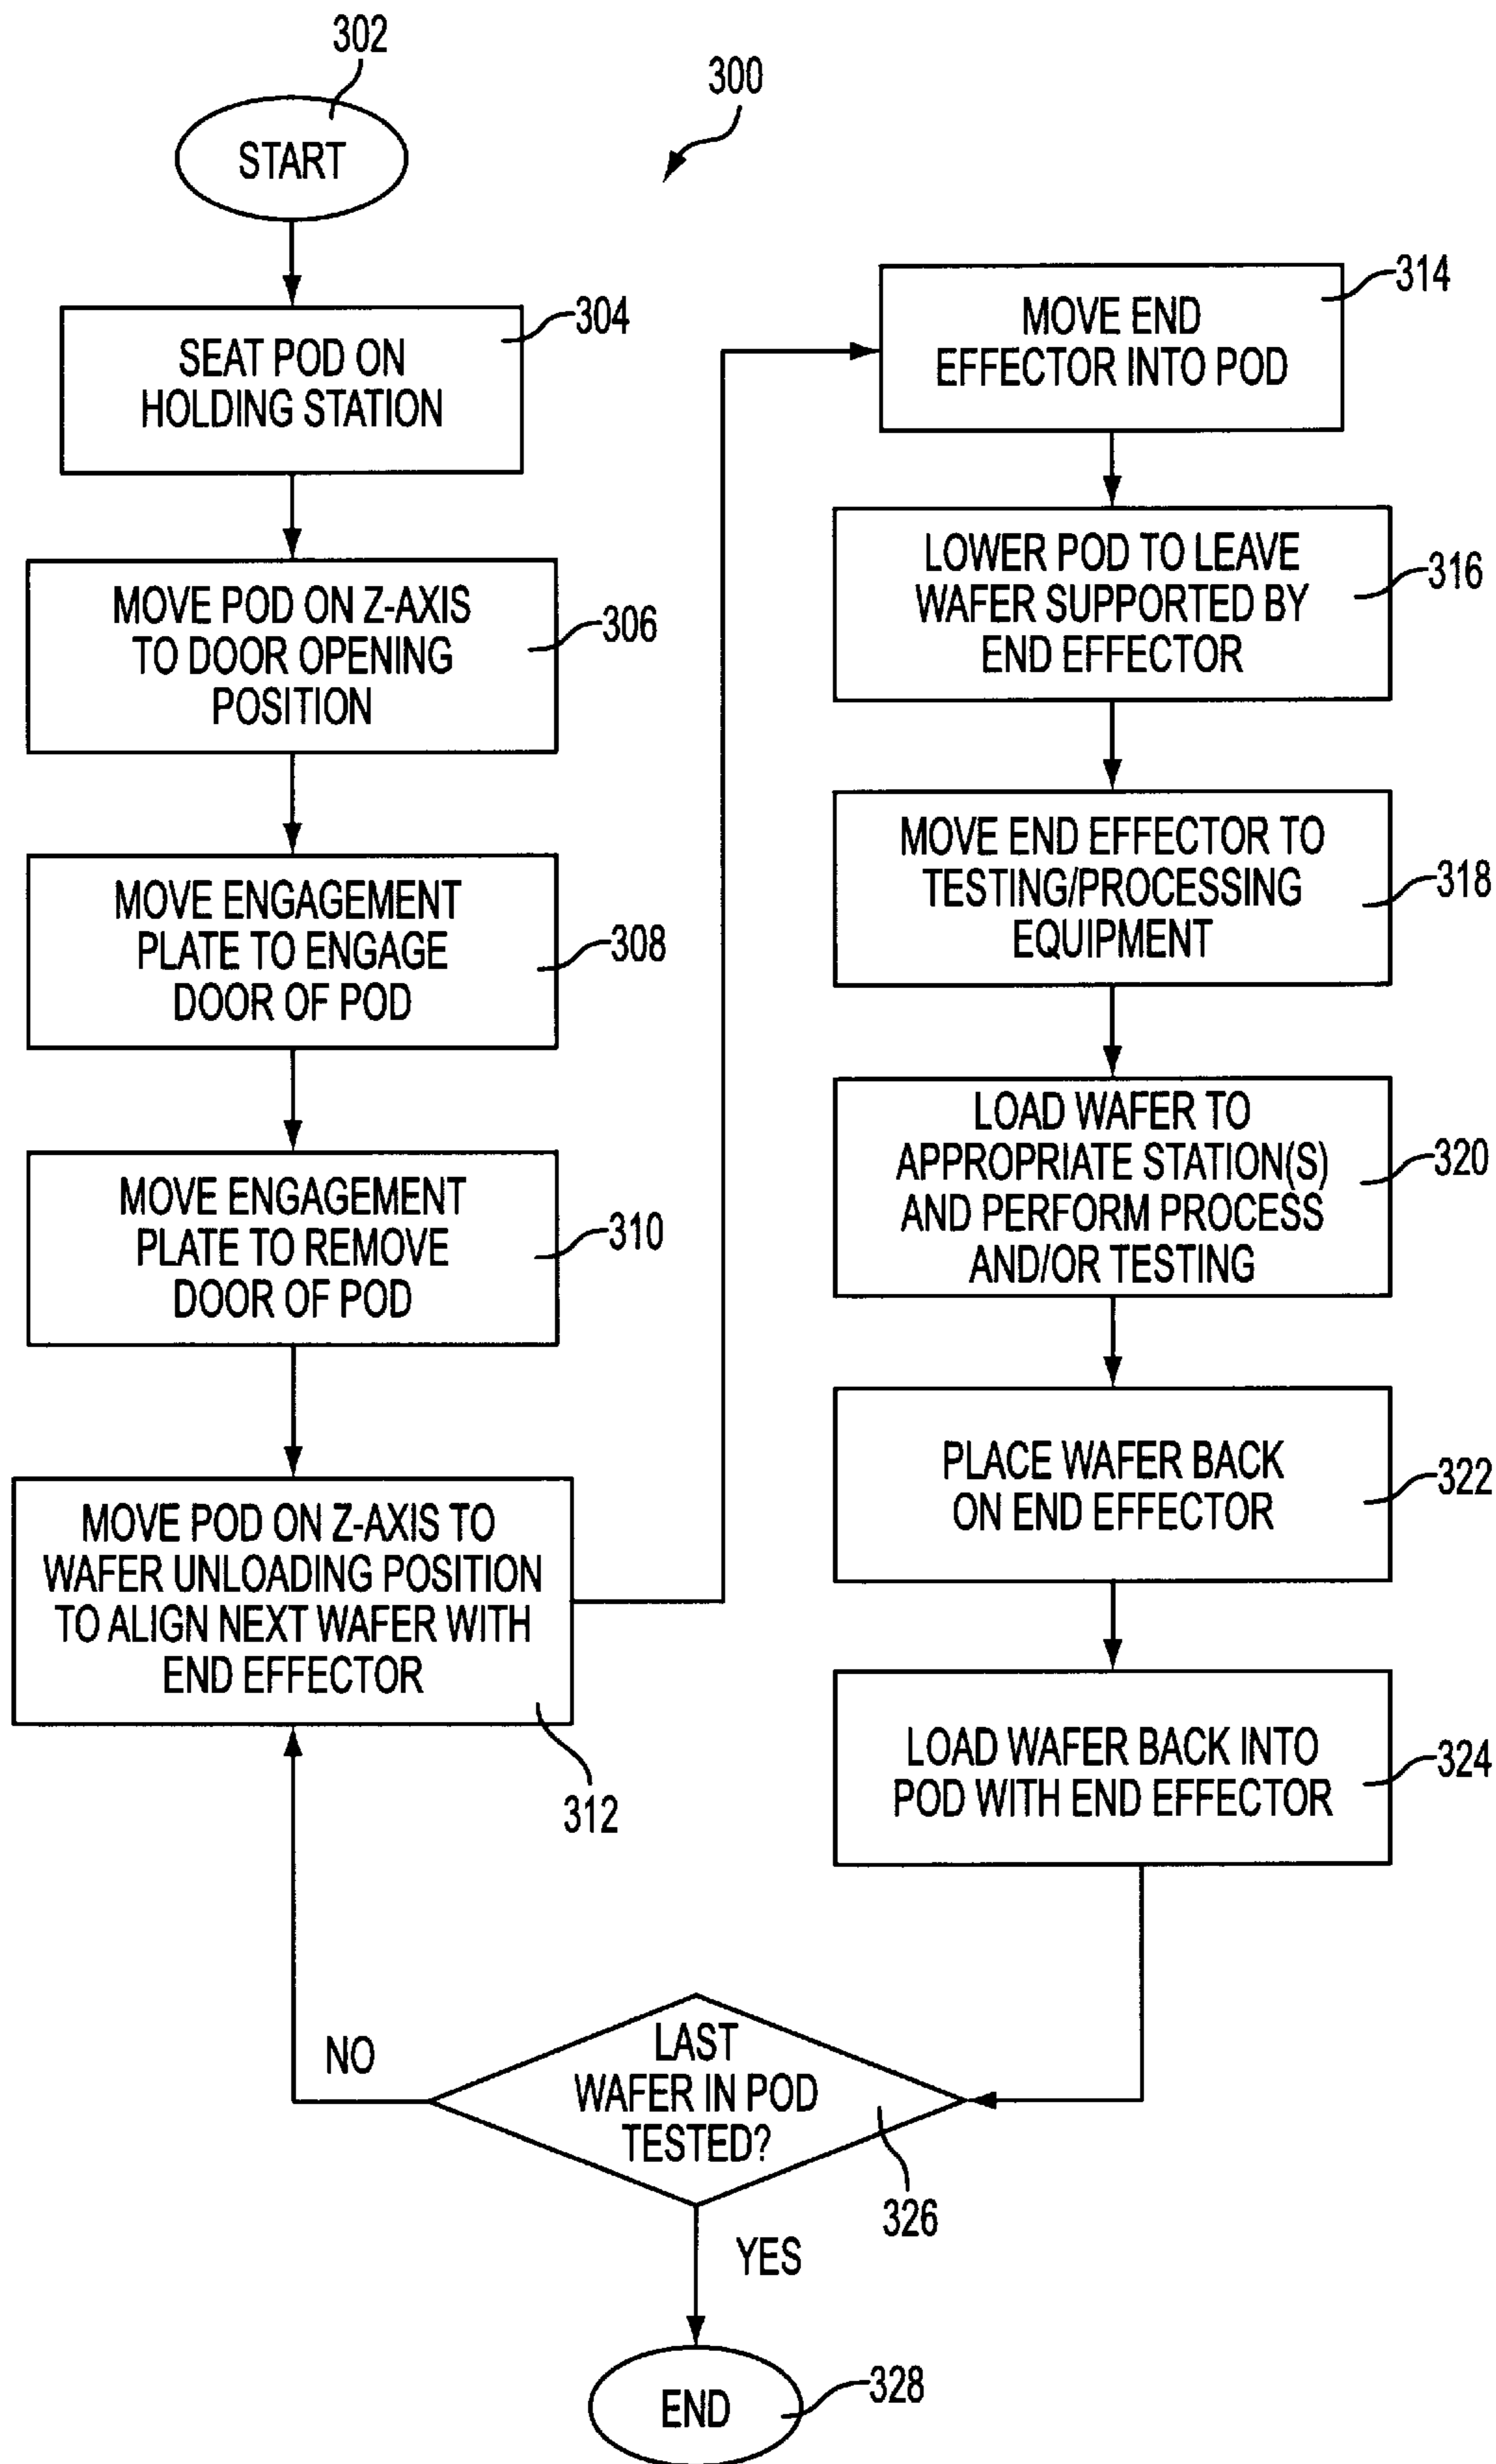 302
300
START
304
SEAT POD ON
HOLDING STATION
306
MOVE POD ON Z-AXIS
TO DOOR OPENING
POSITION
308
MOVE ENGAGEMENT
PLATE TO ENGAGE
DOOR OF POD
310
MOVE ENGAGEMENT
PLATE TO REMOVE
DOOR OF POD
MOVE POD ON Z-AXIS TO
WAFER UNLOADING POSITION
TO ALIGN NEXT WAFER WITH
END EFFECTOR
312
314
MOVE END
EFFECTOR INTO POD
LOWER POD TO LEAVE
WAFER SUPPORTED BY
END EFFECTOR
316
MOVE END EFFECTOR TO
TESTING/PROCESSING
EQUIPMENT
318
LOAD WAFER TO
APPROPRIATE STATION(S)
AND PERFORM PROCESS
AND/OR TESTING
320
PLACE WAFER BACK
ON END EFFECTOR
322
LOAD WAFER BACK INTO
POD WITH END EFFECTOR
324
NO
LAST
WAFER IN POD
TESTED?
326
YES
END
328